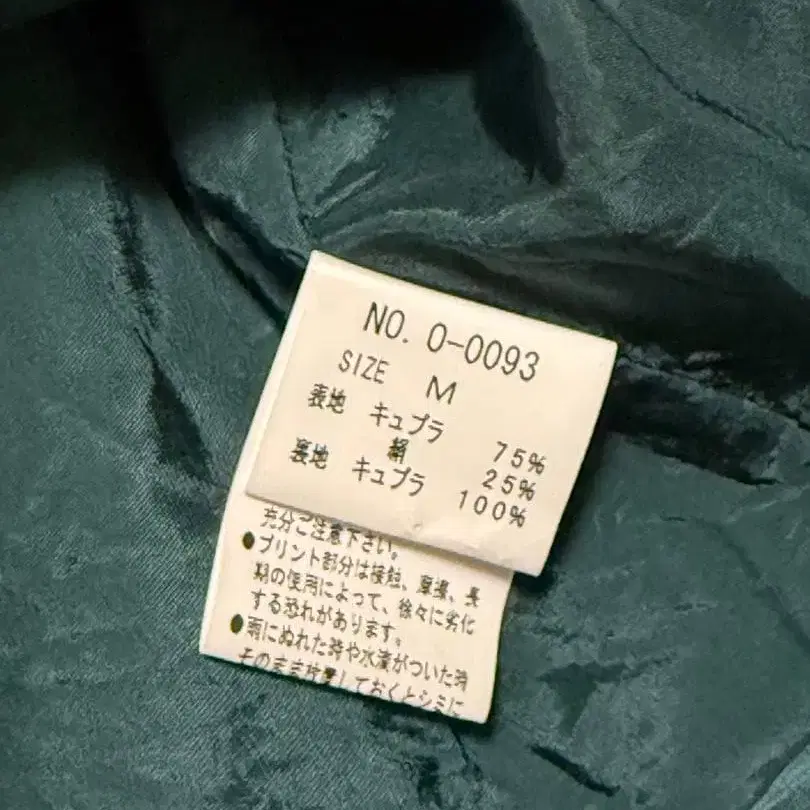 NO. 0-0093
SIZE M
表地 キュプラ 75%
絹 25%
裏地 キュプラ 100%
充分ご注意下さい。
●プリント部分は接触、摩擦、長
期の使用によって、徐々に劣化
する恐れがあります。
●雨にぬれた時や水滴がついた時
そのまま放置しておくとシミに